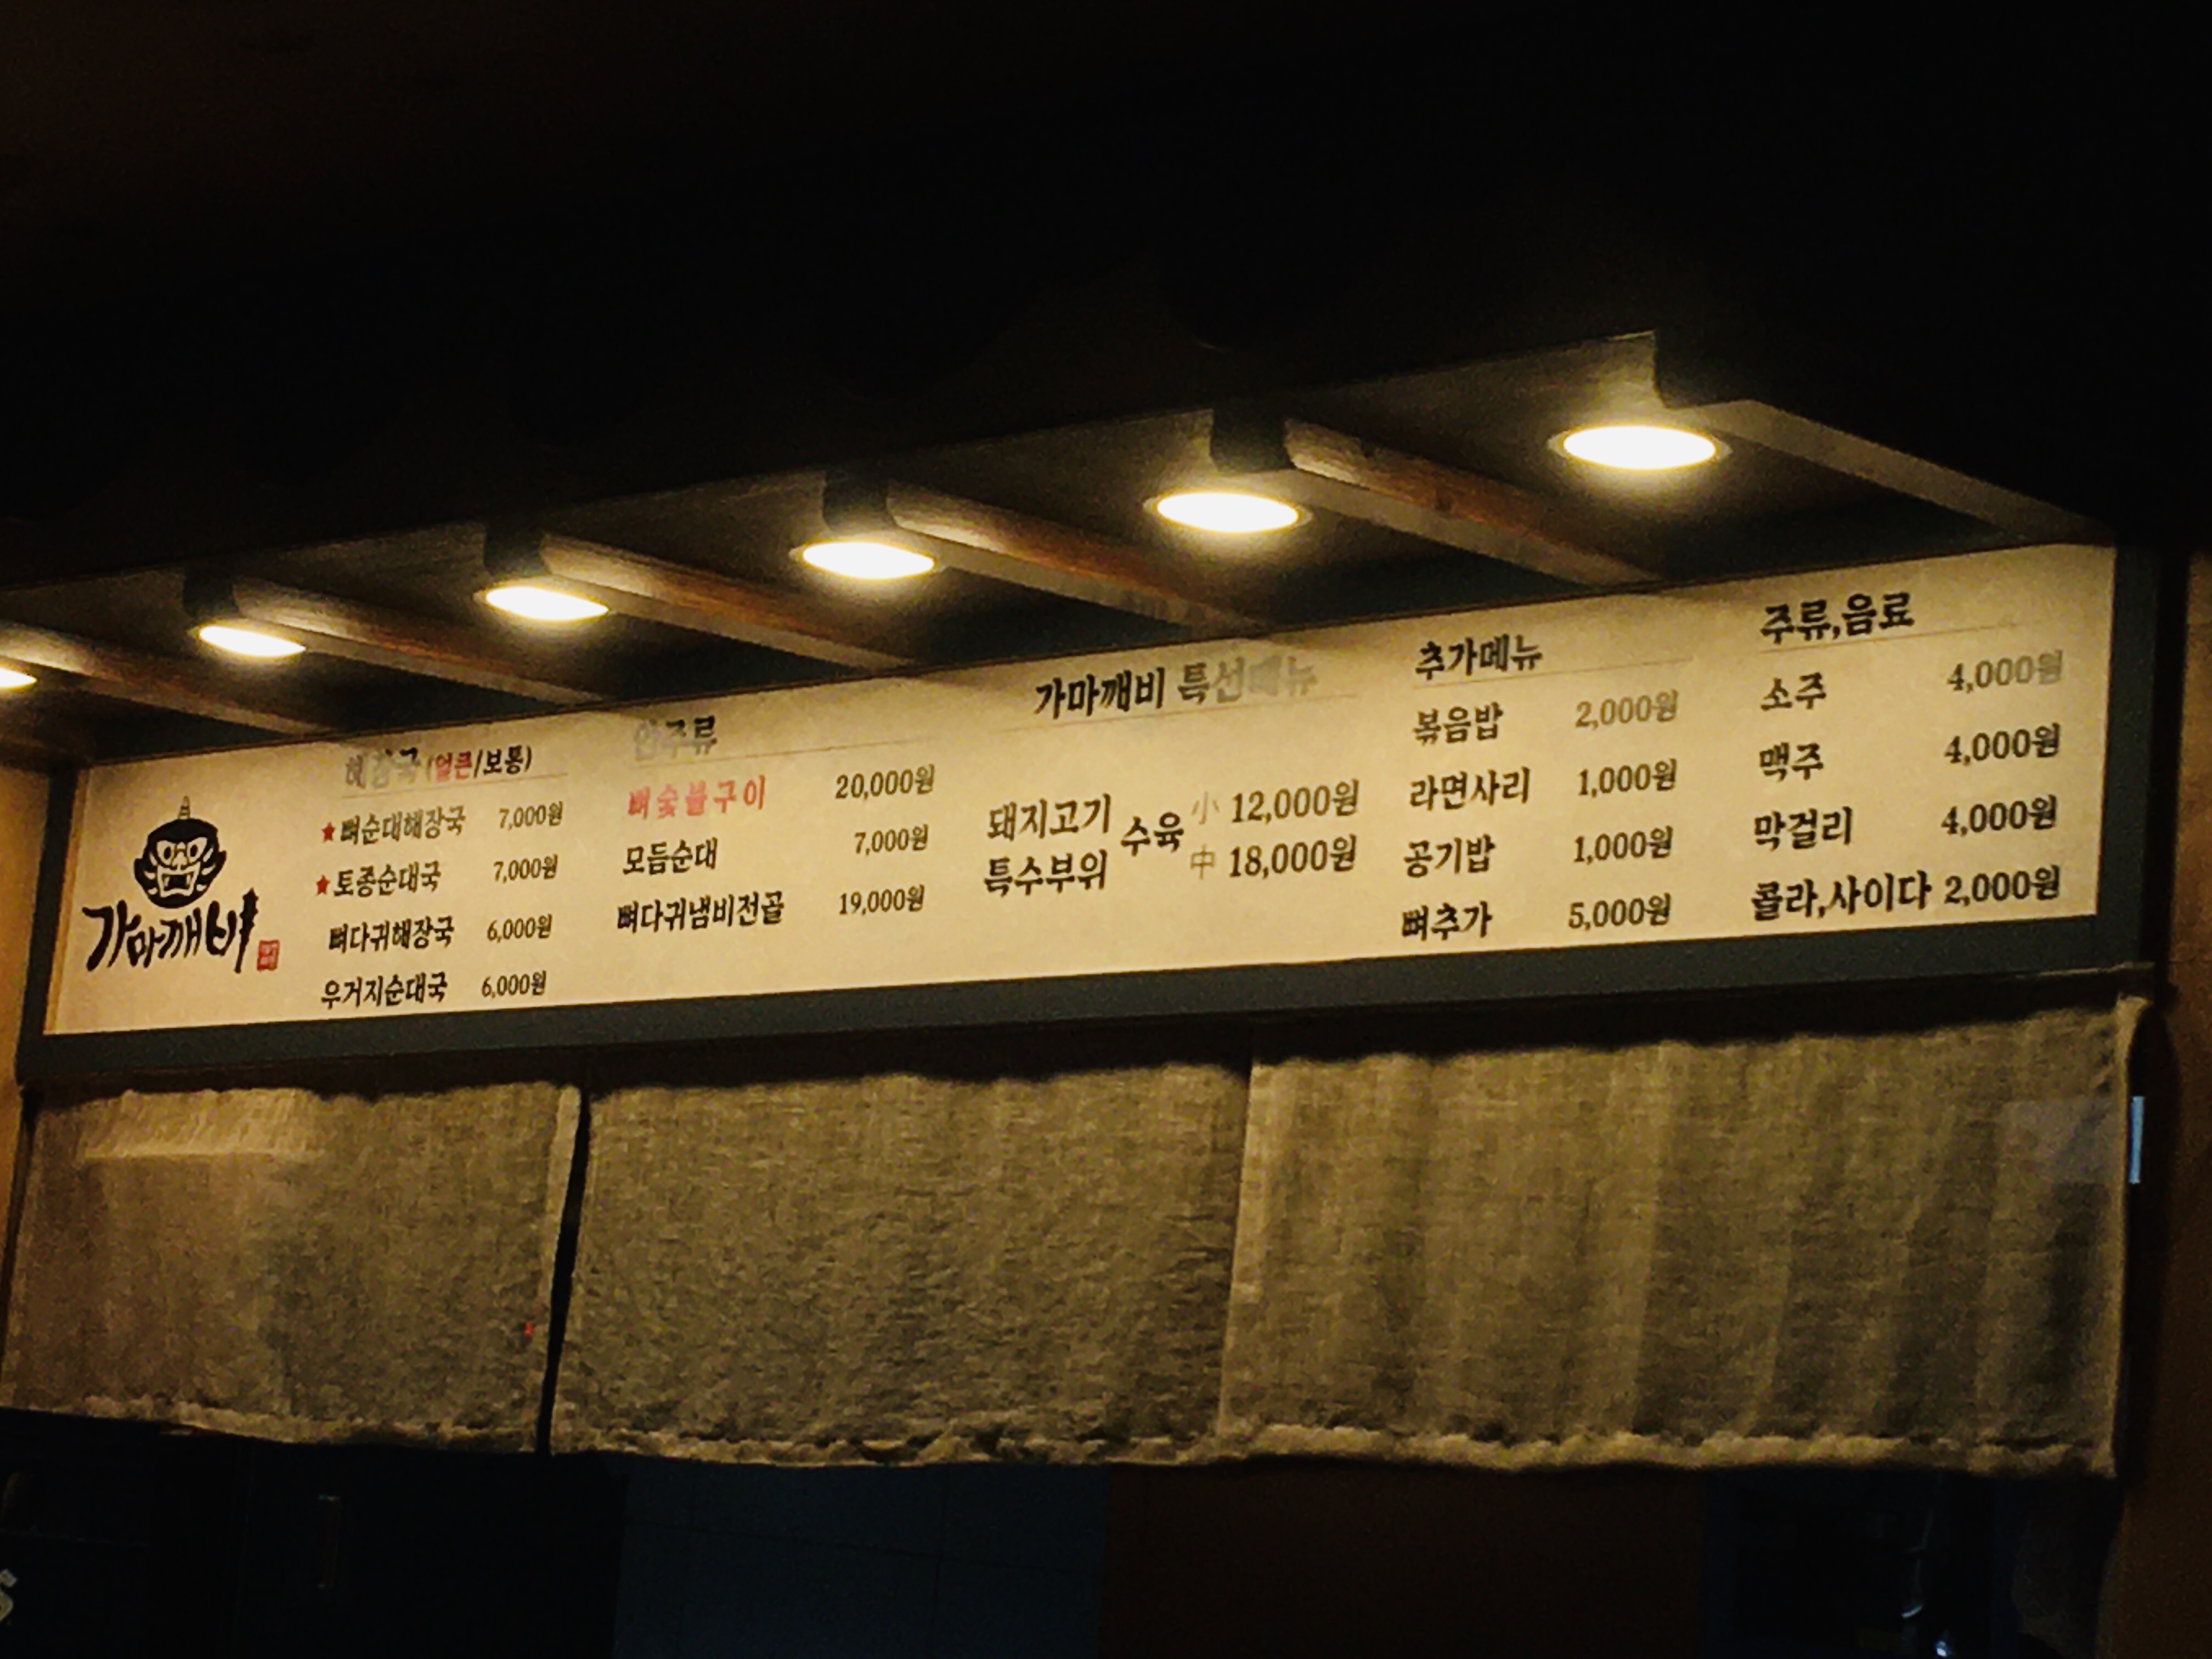 가마깨비
해장국 (얼큰/보통)
★뼈순대해장국 7,000원
★토종순대국 7,000원
뼈다귀해장국 6,000원
우거지순대국 6,000원
안주류
뼈숯불구이 20,000원
모듬순대 7,000원
뼈다귀냄비전골 19,000원
가마깨비 특선메뉴
돼지고기 특수부위 수육 小 12,000원
中 18,000원
추가메뉴
볶음밥 2,000원
라면사리 1,000원
공기밥 1,000원
뼈추가 5,000원
주류,음료
소주 4,000원
맥주 4,000원
막걸리 4,000원
콜라,사이다 2,000원